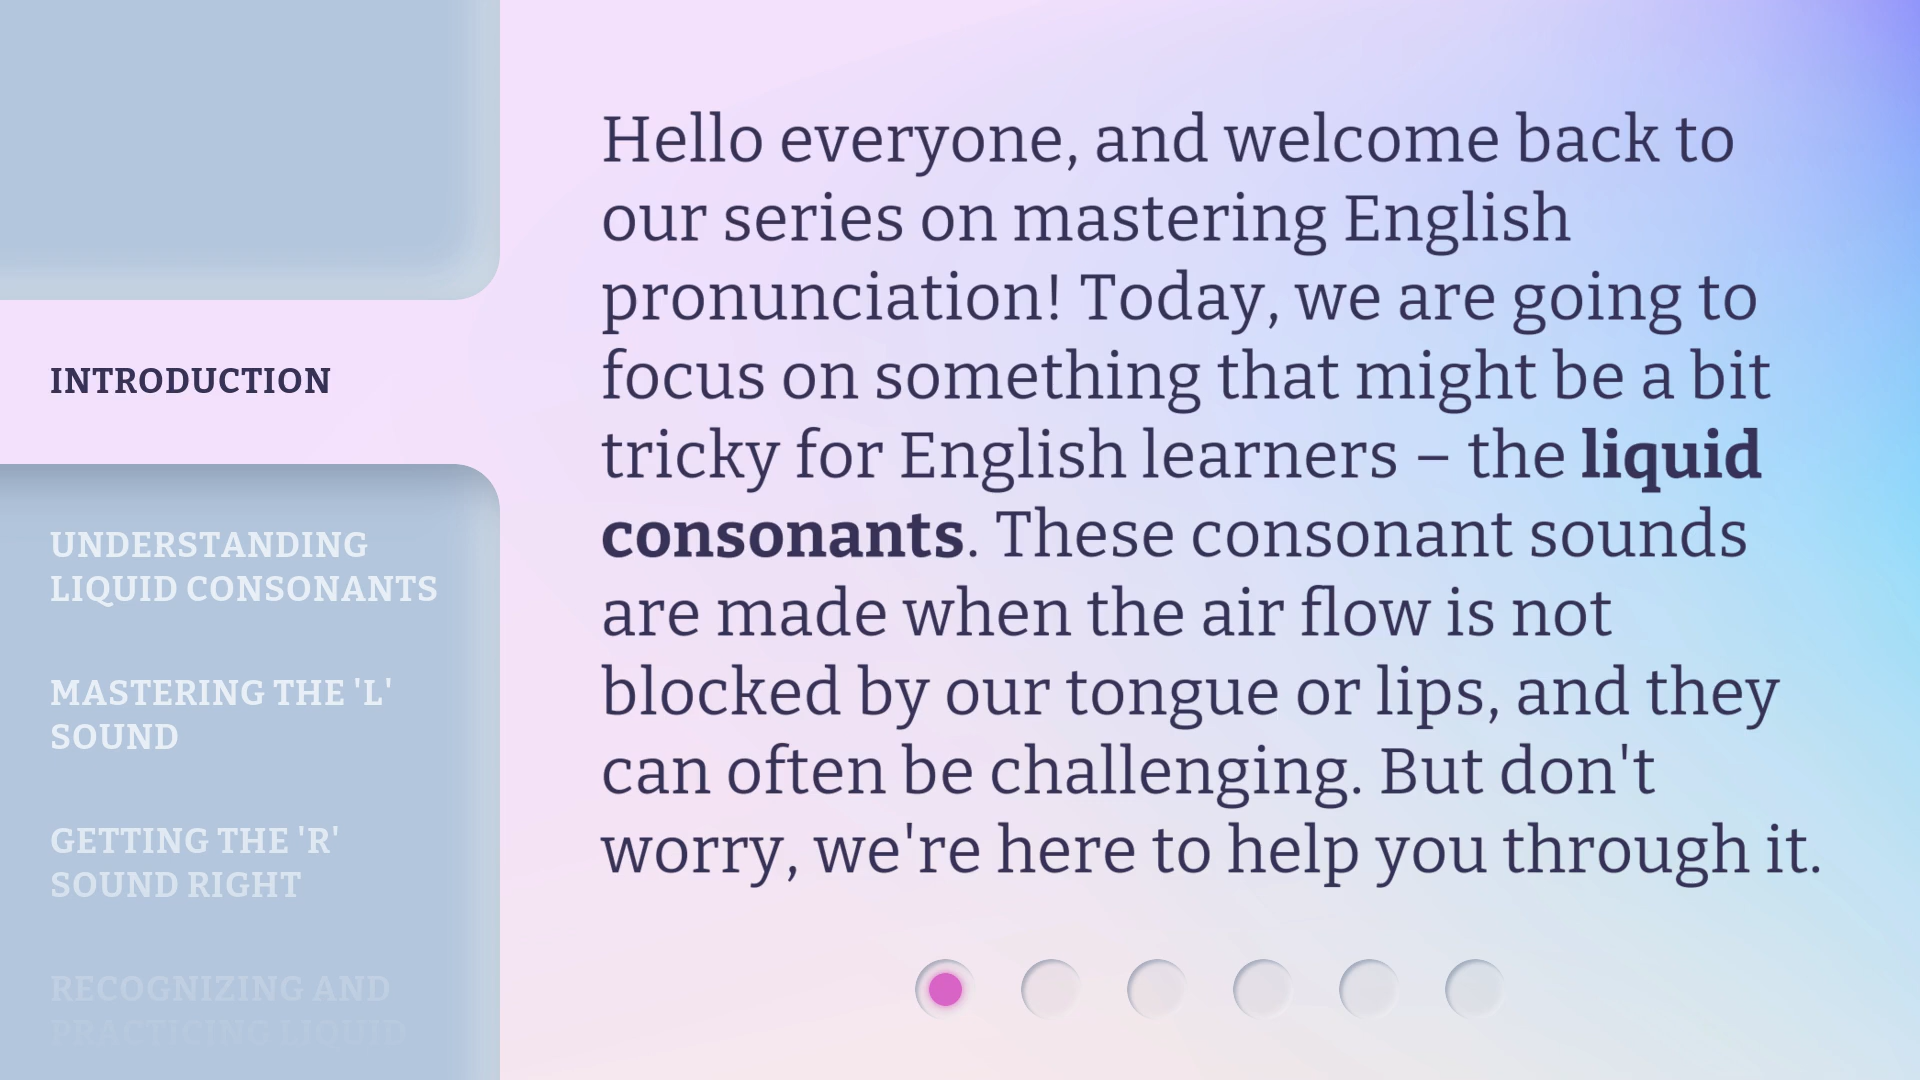 INTRODUCTION
UNDERSTANDING
LIQUID CONSONANTS
MASTERING THE 'L'
SOUND
GETTING THE 'R'
SOUND RIGHT
RECOGNIZING AND
PRACTICING LIQUID
Hello everyone, and welcome back to
our series on mastering English
pronunciation! Today, we are going to
focus on something that might be a bit
tricky for English learners – the liquid
consonants. These consonant sounds
are made when the air flow is not
blocked by our tongue or lips, and they
can often be challenging. But don't
worry, we're here to help you through it.